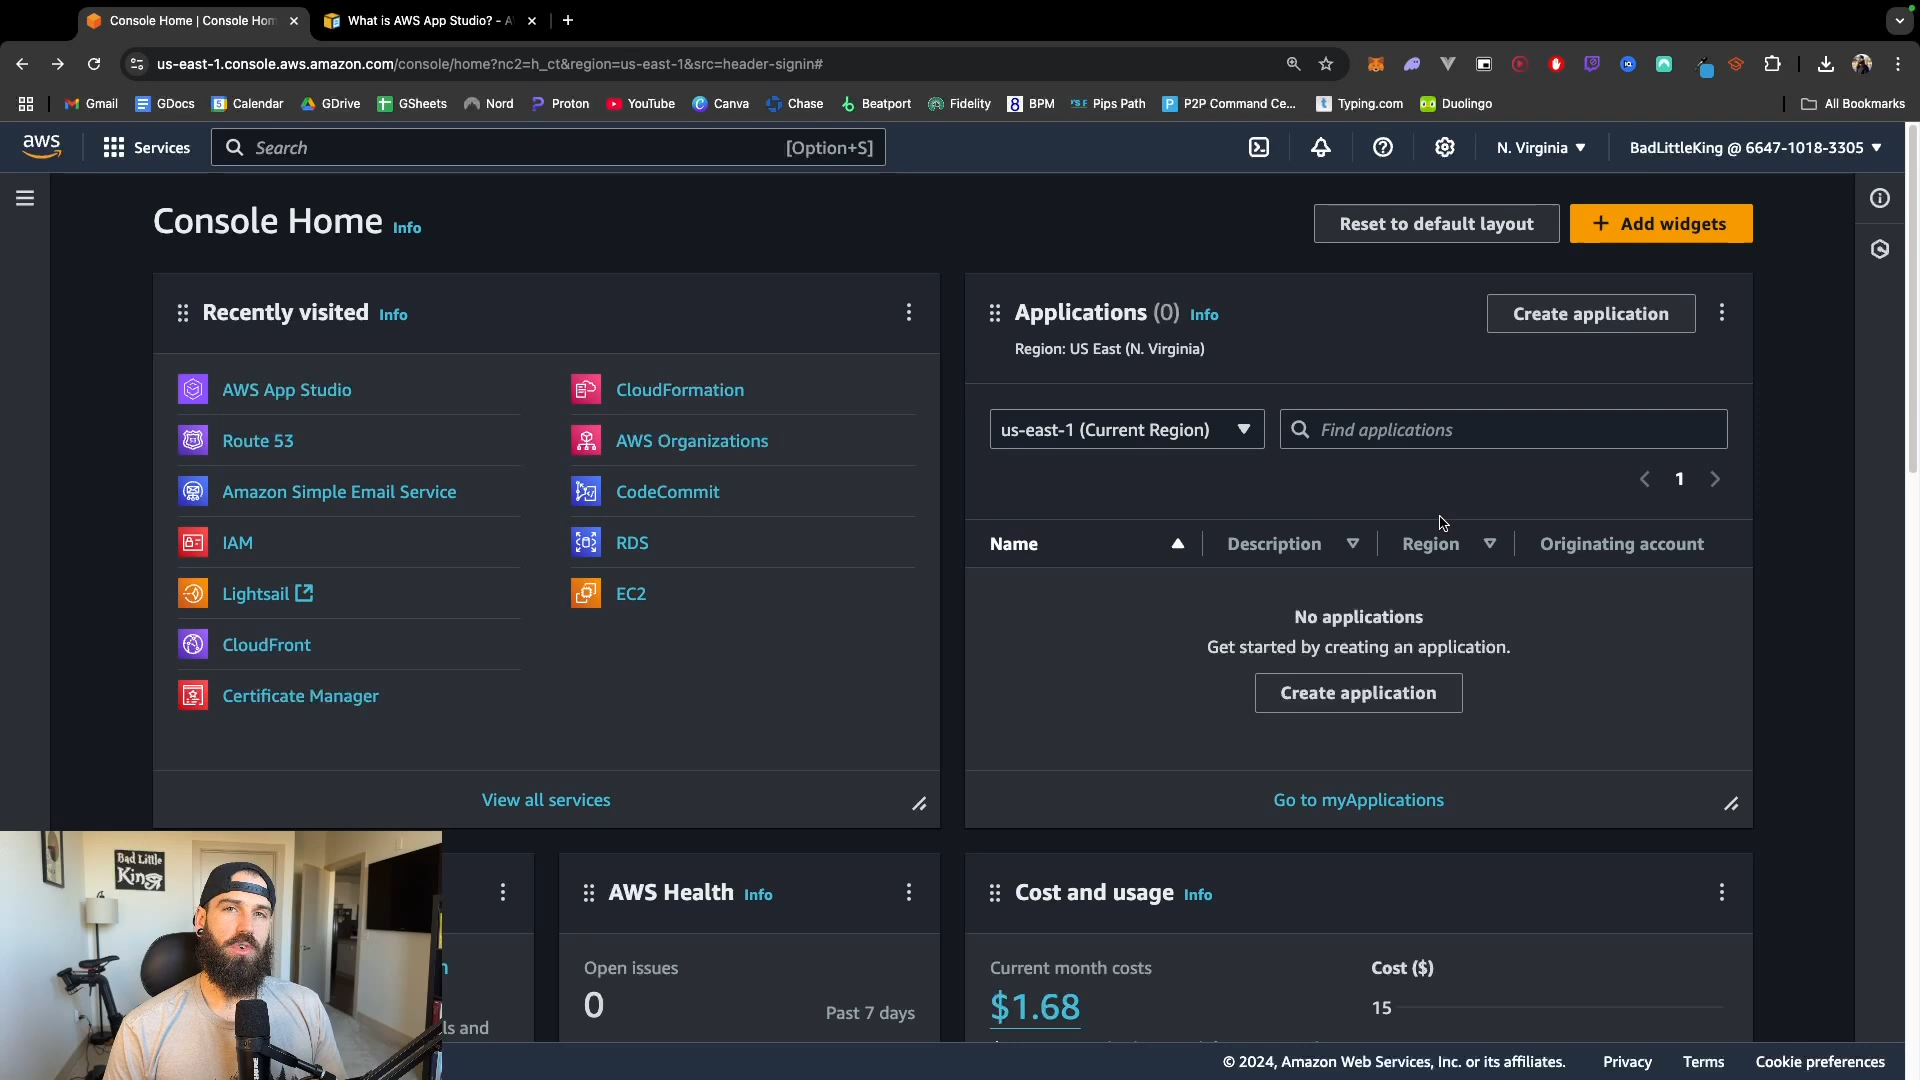 Console Home | Console Hom
What is AWS App Studio? - A
us-east-1.console.aws.amazon.com/console/home?nc2=h_ct&region=us-east-1&src=header-signin#
Gmail
GDocs
Calendar
GDrive
GSheets
Nord
Proton
YouTube
Canva
Chase
Beatport
Fidelity
BPM
Pips Path
P2P Command Ce...
Typing.com
Duolingo
All Bookmarks
aws
Services
Search
[Option+S]
N. Virginia
BadLittleKing @ 6647-1018-3305
Console Home Info
Reset to default layout
+ Add widgets
Recently visited Info
AWS App Studio
Route 53
Amazon Simple Email Service
IAM
Lightsail
CloudFront
Certificate Manager
CloudFormation
AWS Organizations
CodeCommit
RDS
EC2
View all services
Applications (0) Info
Create application
Region: US East (N. Virginia)
us-east-1 (Current Region)
Find applications
1
Name
Description
Region
Originating account
No applications
Get started by creating an application.
Create application
Go to myApplications
Bad Little
King
ls and
AWS Health Info
Open issues
0
Past 7 days
Cost and usage Info
Current month costs
$1.68
Cost ($)
15
© 2024, Amazon Web Services, Inc. or its affiliates.
Privacy
Terms
Cookie preferences